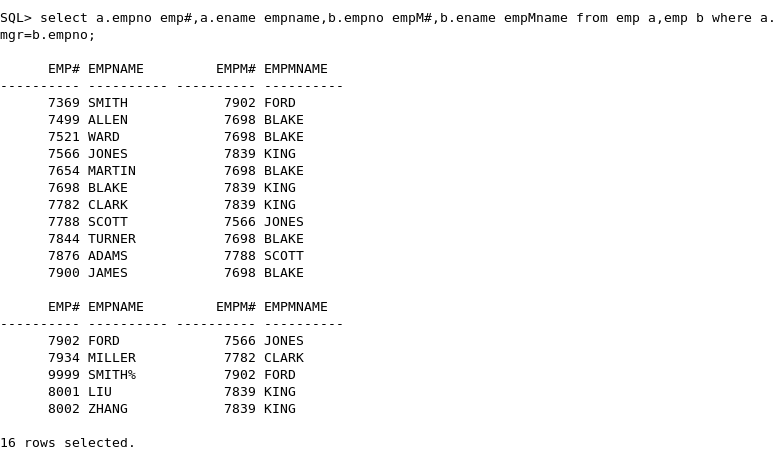 SQL> select a.empno emp#,a.ename empname,b.empno empM#,b.ename empMname from emp a,emp b where a.
mgr=b.empno;
      EMP# EMPNAME         EMPM# EMPMNAME
---------- ---------- ---------- ----------
      7369 SMITH            7902 FORD
      7499 ALLEN            7698 BLAKE
      7521 WARD             7698 BLAKE
      7566 JONES            7839 KING
      7654 MARTIN           7698 BLAKE
      7698 BLAKE            7839 KING
      7782 CLARK            7839 KING
      7788 SCOTT            7566 JONES
      7844 TURNER           7698 BLAKE
      7876 ADAMS            7788 SCOTT
      7900 JAMES            7698 BLAKE
      EMP# EMPNAME         EMPM# EMPMNAME
---------- ---------- ---------- ----------
      7902 FORD             7566 JONES
      7934 MILLER           7782 CLARK
      9999 SMITH%           7902 FORD
      8001 LIU              7839 KING
      8002 ZHANG            7839 KING
16 rows selected.